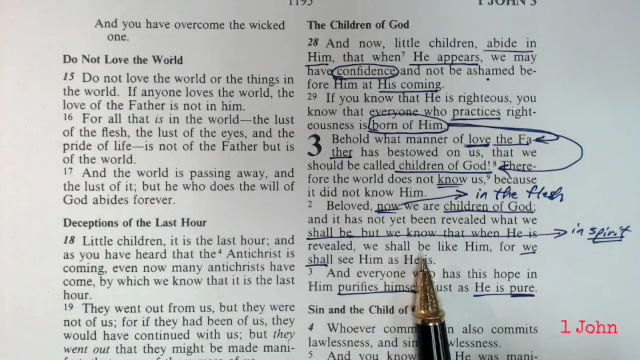 1195
1 JOHN 3
And you have overcome the wicked
one.
Do Not Love the World
15 Do not love the world or the things in
the world. If anyone loves the world, the
love of the Father is not in him.
16 For all that is in the world—the lust
of the flesh, the lust of the eyes, and the
pride of life—is not of the Father but is
of the world.
17 And the world is passing away, and
the lust of it; but he who does the will of
God abides forever.
Deceptions of the Last Hour
18 Little children, it is the last hour; and
as you have heard that the⁴ Antichrist is
coming, even now many antichrists have
come, by which we know that it is the last
hour.
19 They went out from us, but they were
not of us; for if they had been of us, they
would have continued with us; but they
went out that they might be made mani-
The Children of God
28 And now, little children, abide in
Him, that when⁷ He appears, we may
have confidence and not be ashamed be-
fore Him at His coming.
29 If you know that He is righteous, you
know that everyone who practices right-
eousness is born of Him.
3 Behold what manner of love the Fa-
ther has bestowed on us, that we
should be called children of God!⁸ There-
fore the world does not know us,⁹ because
it did not know Him. in the flesh
2 Beloved, now we are children of God;
and it has not yet been revealed what we
shall be, but we know that when He is in spirit
revealed, we shall be like Him, for we
shall see Him as He is.
3 And everyone who has this hope in
Him purifies himself just as He is pure.
Sin and the Child of
4 Whoever also commits
lawlessness, and sin lawlessness.
5 And you know He was mani-
1 John